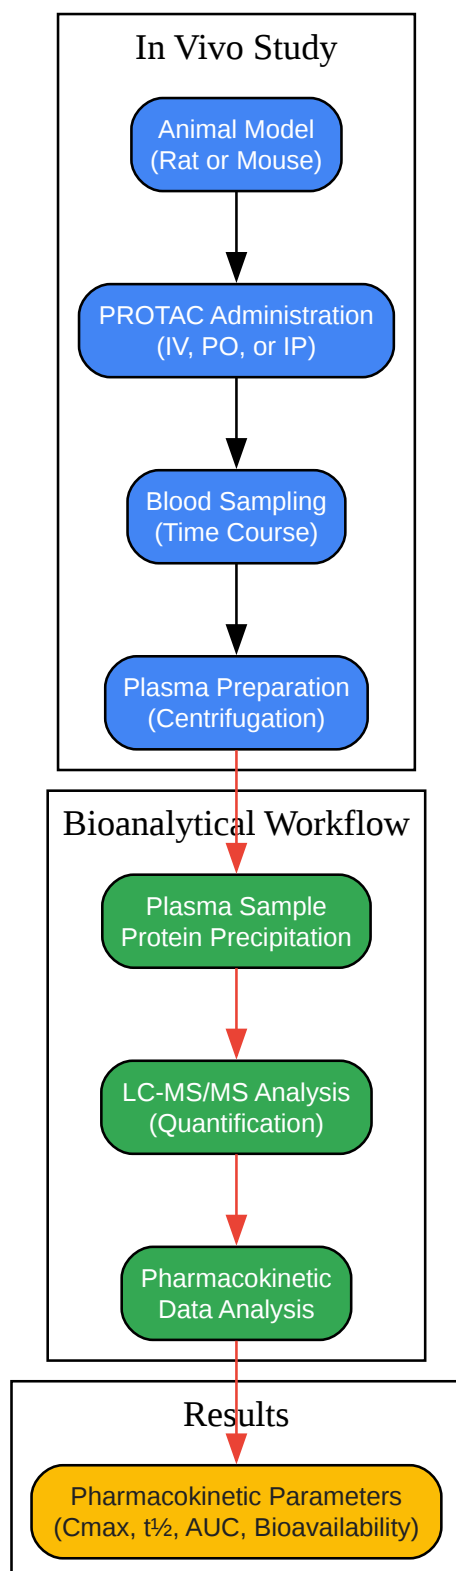 In Vivo Study
Animal Model
(Rat or Mouse)
PROTAC Administration
(IV, PO, or IP)
Blood Sampling
(Time Course)
Plasma Preparation
(Centrifugation)
Bioanalytical Workflow
Plasma Sample
Protein Precipitation
LC-MS/MS Analysis
(Quantification)
Pharmacokinetic
Data Analysis
Results
Pharmacokinetic Parameters
(Cmax, t½, AUC, Bioavailability)